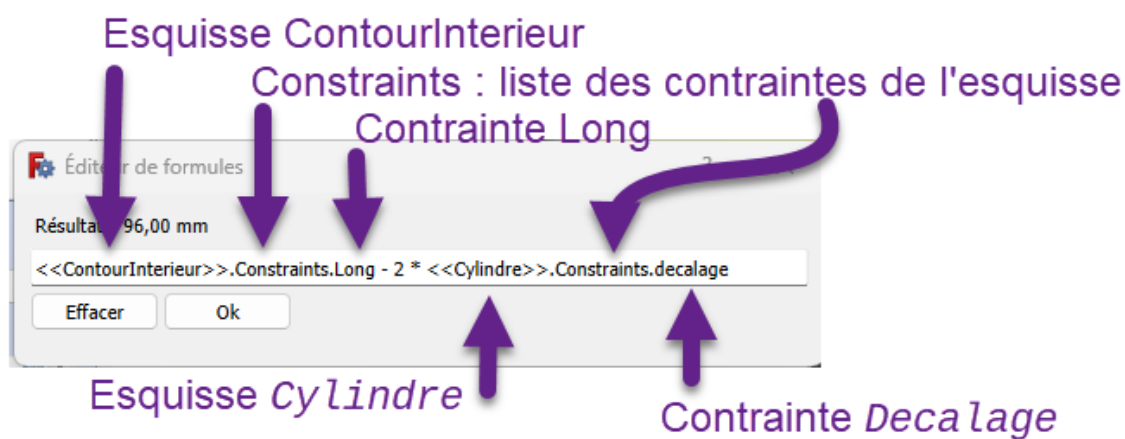 Esquisse ContourInterieur
Constraints : liste des contraintes de l'esquisse
Contrainte Long
Éditeur de formules
96,00 mm
<<ContourInterieur>>.Constraints.Long - 2 * <<Cylindre>>.Constraints.decalage
Effacer Ok
Esquisse Cylindre
Contrainte Decalage